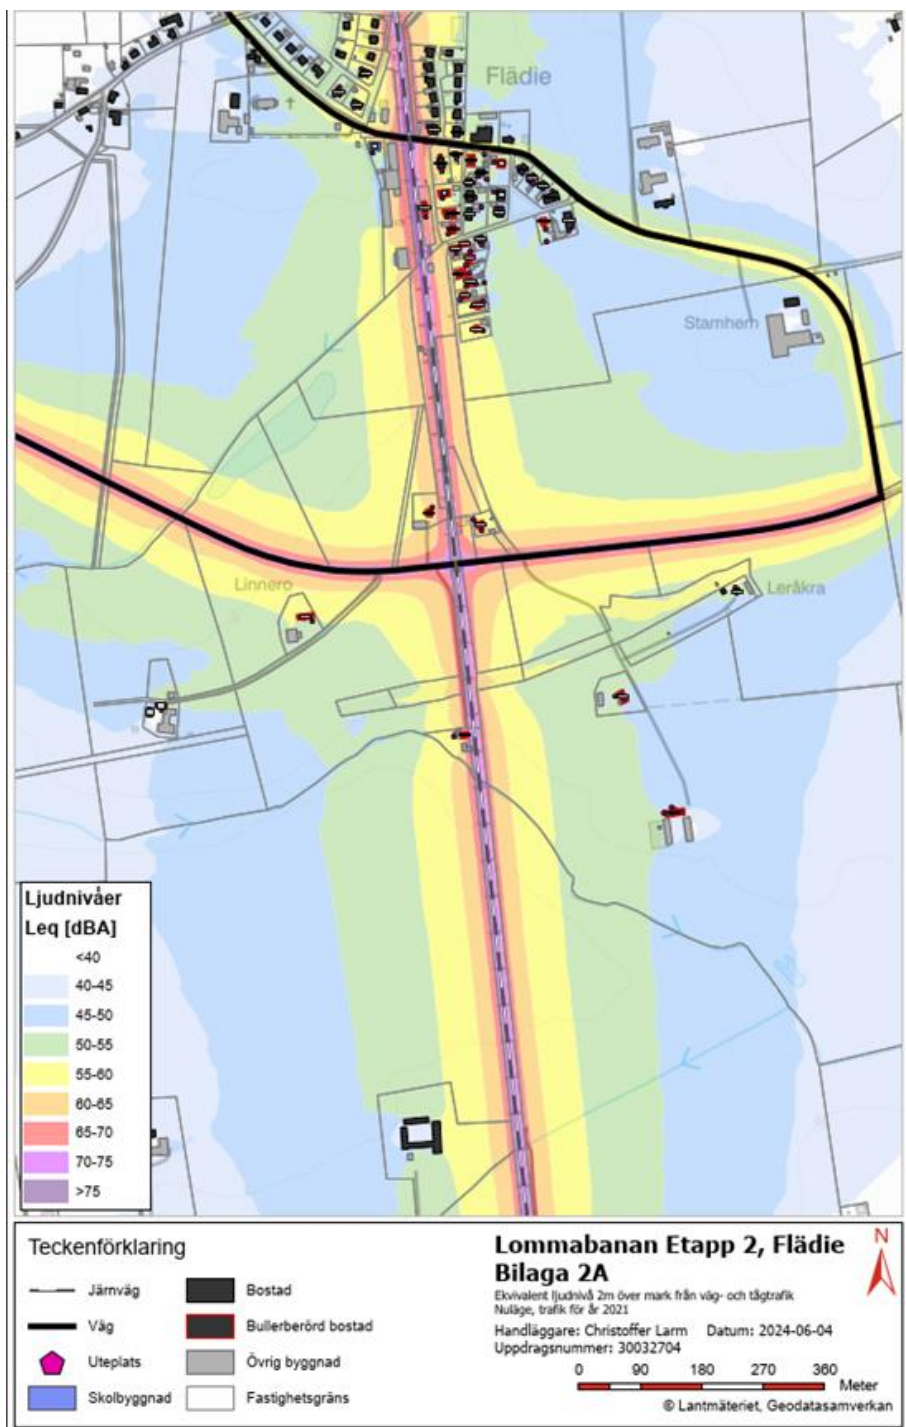 Flädie
Stamhem
Linnero
Leråkra
Ljudnivåer
Leq [dBA]
<40
40-45
45-50
50-55
55-60
60-65
65-70
70-75
>75
Teckenförklaring
Järnväg
Bostad
Väg
Bullerberörd bostad
Uteplats
Övrig byggnad
Skolbyggnad
Fastighetsgräns
Lommabanan Etapp 2, Flädie
Bilaga 2A
Ekvivalent ljudnivå 2m över mark från väg- och tågtrafik
Nuläge, trafik för år 2021
Handläggare: Christoffer Larm Datum: 2024-06-04
Uppdragsnummer: 30032704
N
0 90 180 270 360
Meter
© Lantmäteriet, Geodatasamverkan